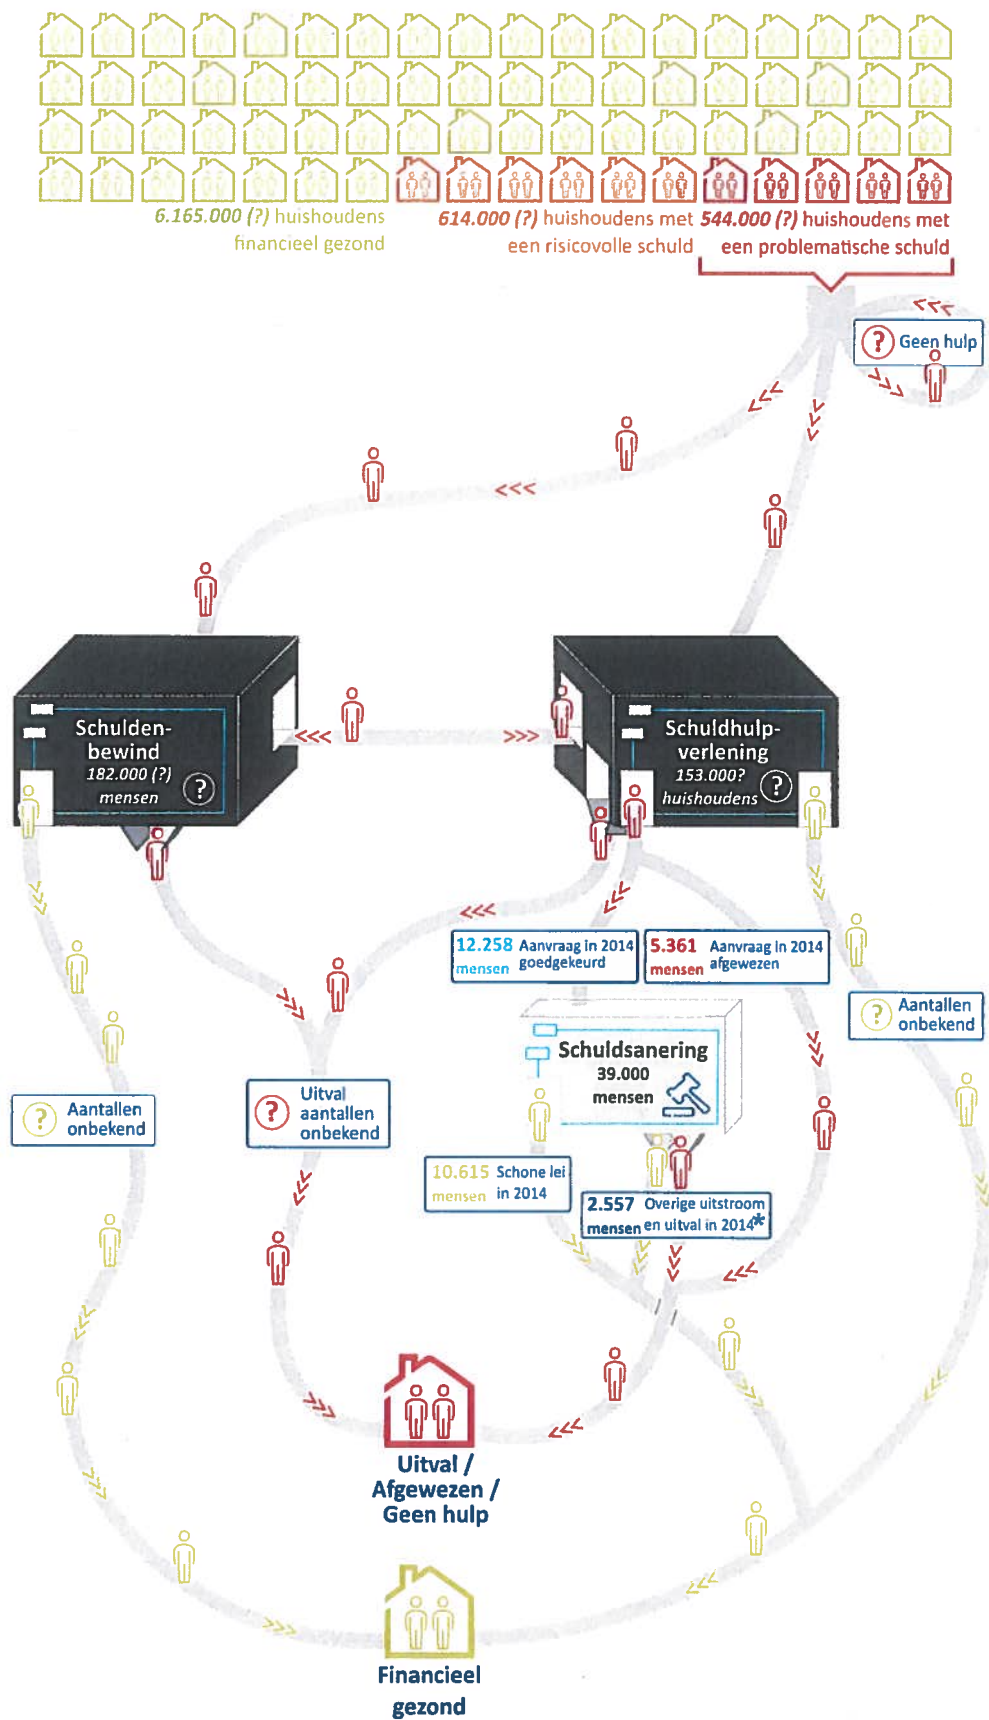 6.165.000 (?) huishoudens
financieel gezond
614.000 (?) huishoudens met
een risicovolle schuld
544.000 (?) huishoudens met
een problematische schuld
? Geen hulp
Schulden-
bewind
182.000 (?)
mensen
?
Schuldhulp-
verlening
153.000?
huishoudens
?
12.258 Aanvraag in 2014
mensen goedgekeurd
5.361 Aanvraag in 2014
mensen afgewezen
? Aantallen
onbekend
Schuldsanering
39.000
mensen
? Aantallen
onbekend
? Uitval
aantallen
onbekend
10.615 Schone lei
mensen in 2014
2.557 Overige uitstroom
mensen en uitval in 2014*
Uitval /
Afgewezen /
Geen hulp
Financieel
gezond